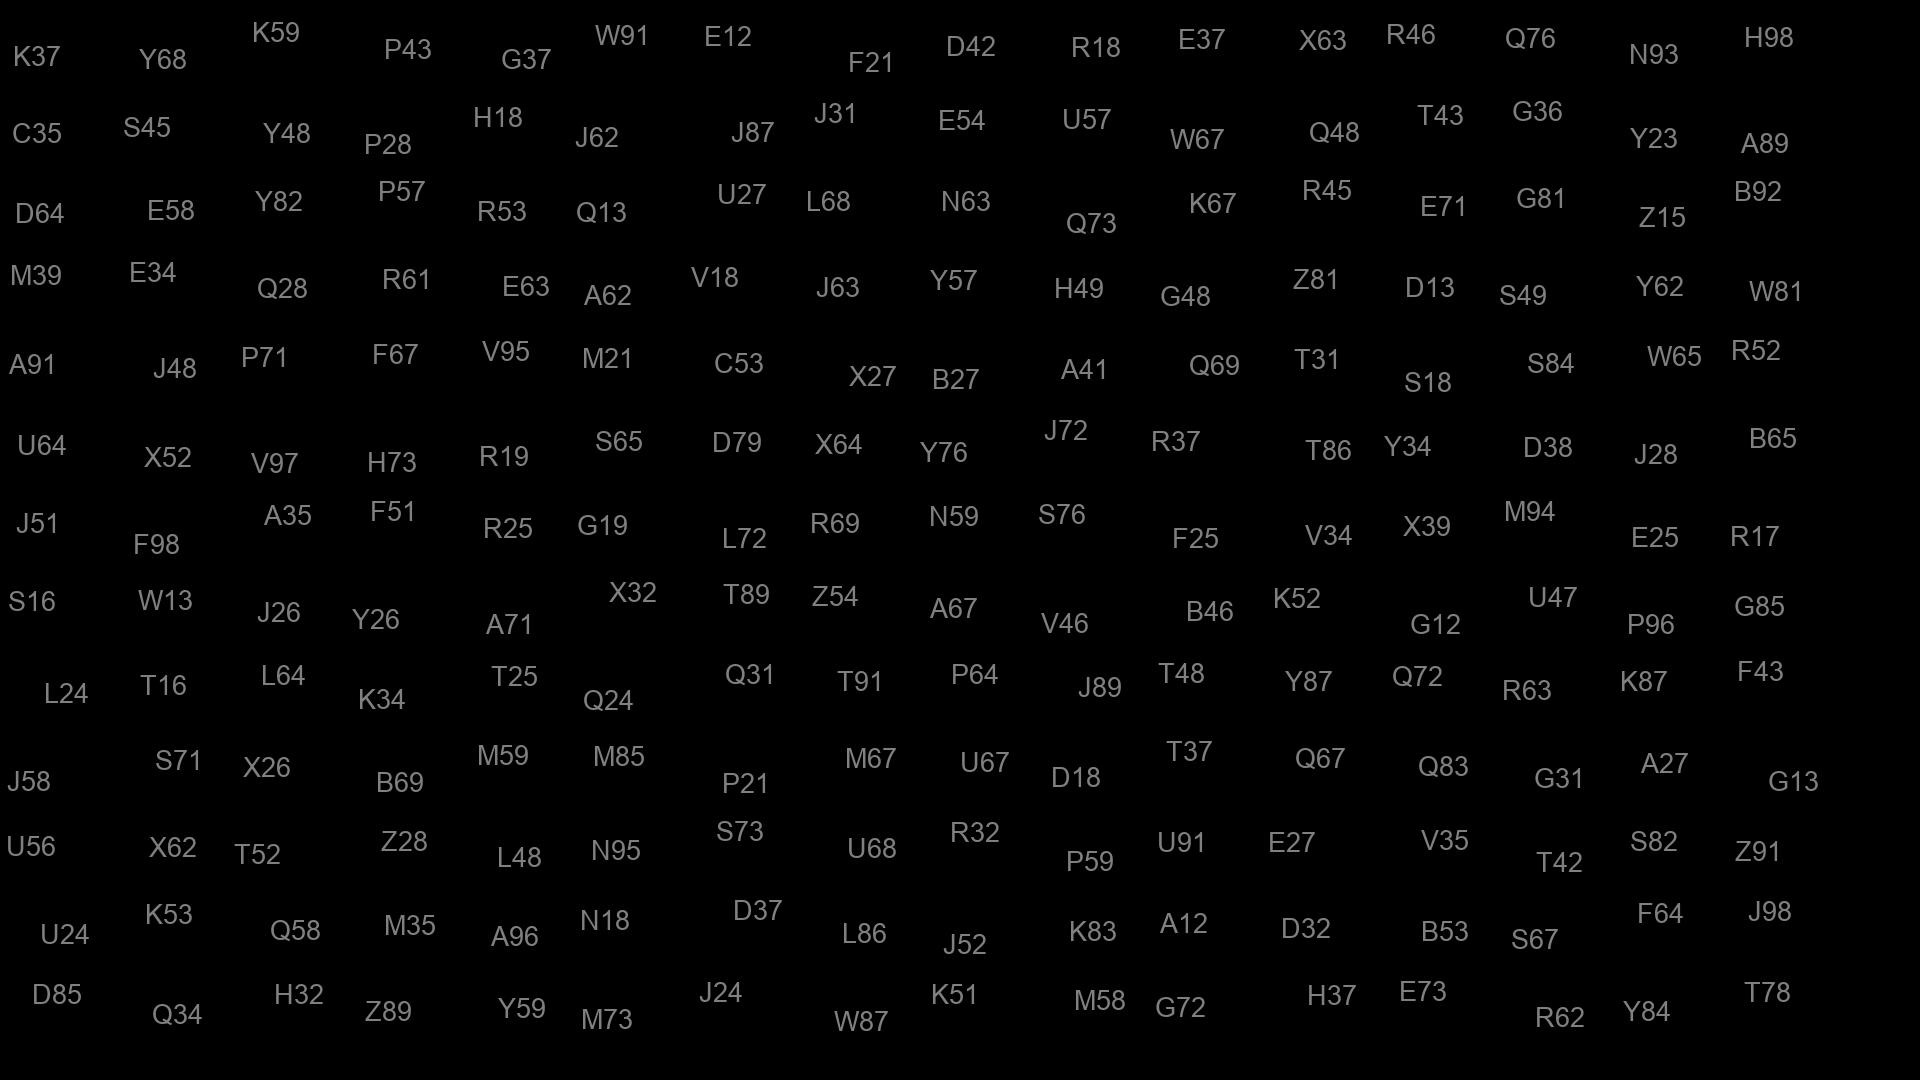 K37 Y68 K59 P43 G37 W91 E12 F21 D42 R18 E37 X63 R46 Q76 N93 H98
C35 S45 Y48 P28 H18 J62 J87 J31 E54 U57 W67 Q48 T43 G36 Y23 A89
D64 E58 Y82 P57 R53 Q13 U27 L68 N63 Q73 K67 R45 E71 G81 Z15 B92
M39 E34 Q28 R61 E63 A62 V18 J63 Y57 H49 G48 Z81 D13 S49 Y62 W81
A91 J48 P71 F67 V95 M21 C53 X27 B27 A41 Q69 T31 S18 S84 W65 R52
U64 X52 V97 H73 R19 S65 D79 X64 Y76 J72 R37 T86 Y34 D38 J28 B65
J51 F98 A35 F51 R25 G19 L72 R69 N59 S76 F25 V34 X39 M94 E25 R17
S16 W13 J26 Y26 A71 X32 T89 Z54 A67 V46 B46 K52 G12 U47 P96 G85
L24 T16 L64 K34 T25 Q24 Q31 T91 P64 J89 T48 Y87 Q72 R63 K87 F43
J58 S71 X26 B69 M59 M85 P21 M67 U67 D18 T37 Q67 Q83 G31 A27 G13
U56 X62 T52 Z28 L48 N95 S73 U68 R32 P59 U91 E27 V35 T42 S82 Z91
U24 K53 Q58 M35 A96 N18 D37 L86 J52 K83 A12 D32 B53 S67 F64 J98
D85 Q34 H32 Z89 Y59 M73 J24 W87 K51 M58 G72 H37 E73 R62 Y84 T78